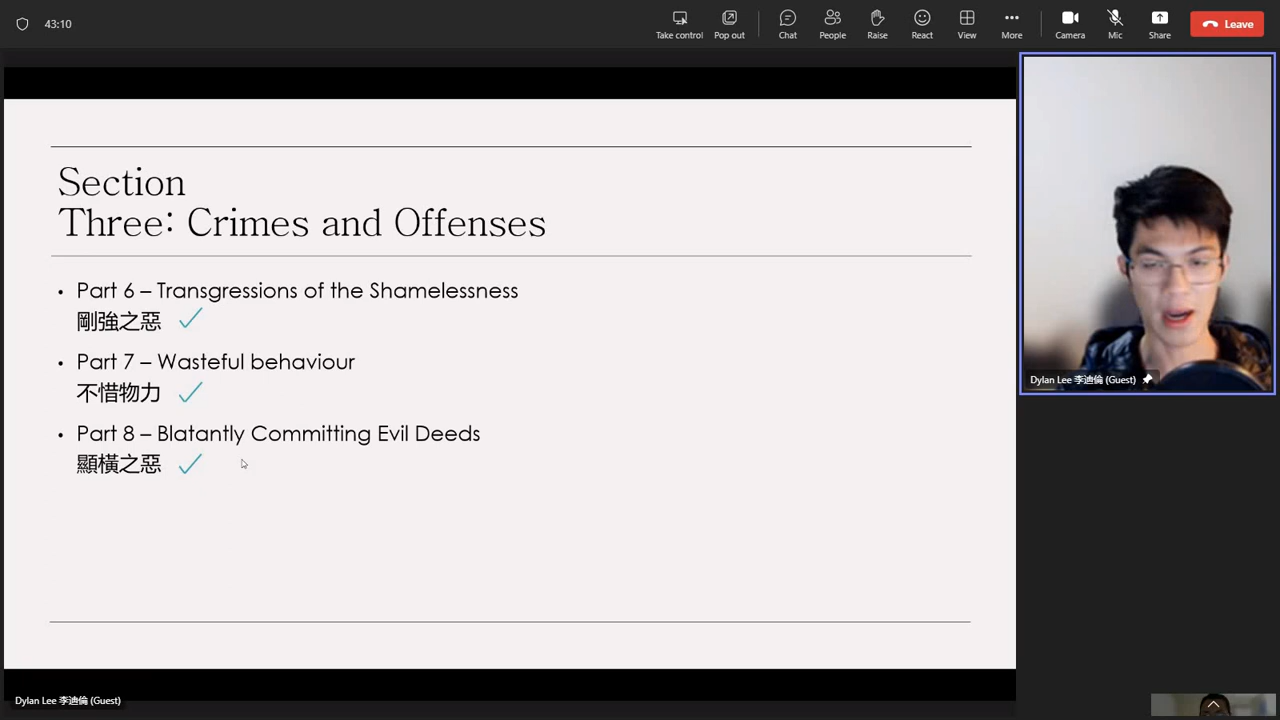 43:10
Take control
Pop out
Chat
People
Raise
React
View
More
Camera
Mic
Share
Leave
Section
Three: Crimes and Offenses
• Part 6 – Transgressions of the Shamelessness
剛強之惡
• Part 7 – Wasteful behaviour
不惜物力
• Part 8 – Blatantly Committing Evil Deeds
顯橫之惡
Dylan Lee 李迪倫 (Guest)
Dylan Lee 李迪倫 (Guest)